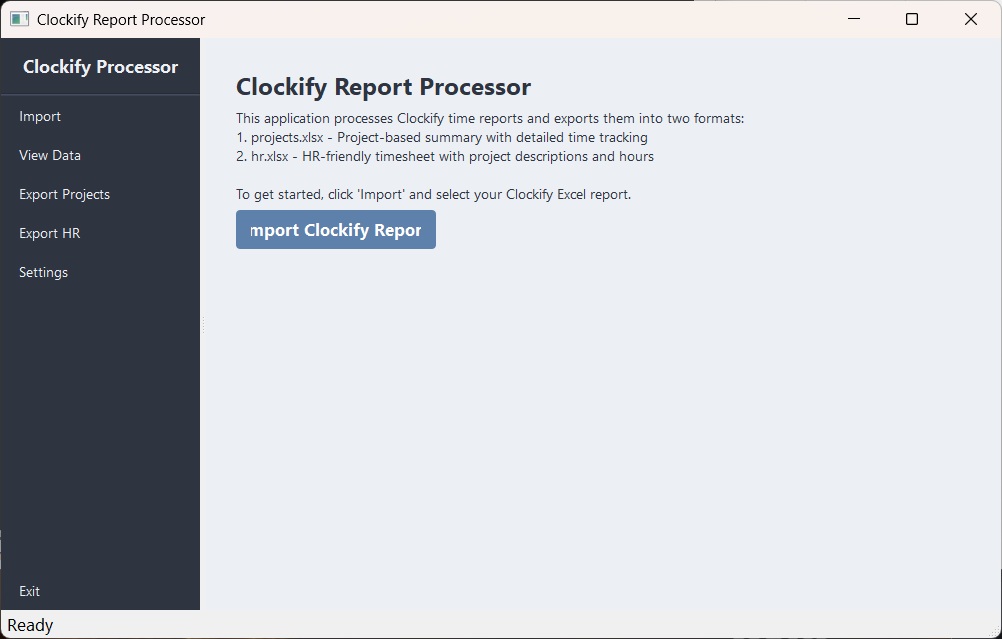 Clockify Report Processor
Clockify Processor
Import
View Data
Export Projects
Export HR
Settings
Exit
Clockify Report Processor
This application processes Clockify time reports and exports them into two formats:
1. projects.xlsx - Project-based summary with detailed time tracking
2. hr.xlsx - HR-friendly timesheet with project descriptions and hours
To get started, click 'Import' and select your Clockify Excel report.
mport Clockify Repor
Ready